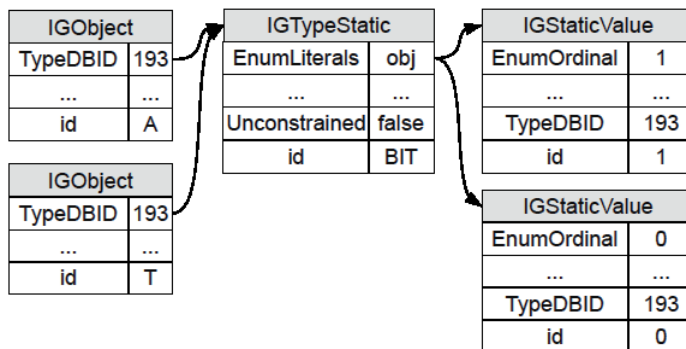 IGObject
TypeDBID 193
... ...
id A
IGObject
TypeDBID 193
... ...
id T
IGTypeStatic
EnumLiterals obj
... ...
Unconstrained false
id BIT
IGStaticValue
EnumOrdinal 1
... ...
TypeDBID 193
id 1
IGStaticValue
EnumOrdinal 0
... ...
TypeDBID 193
id 0